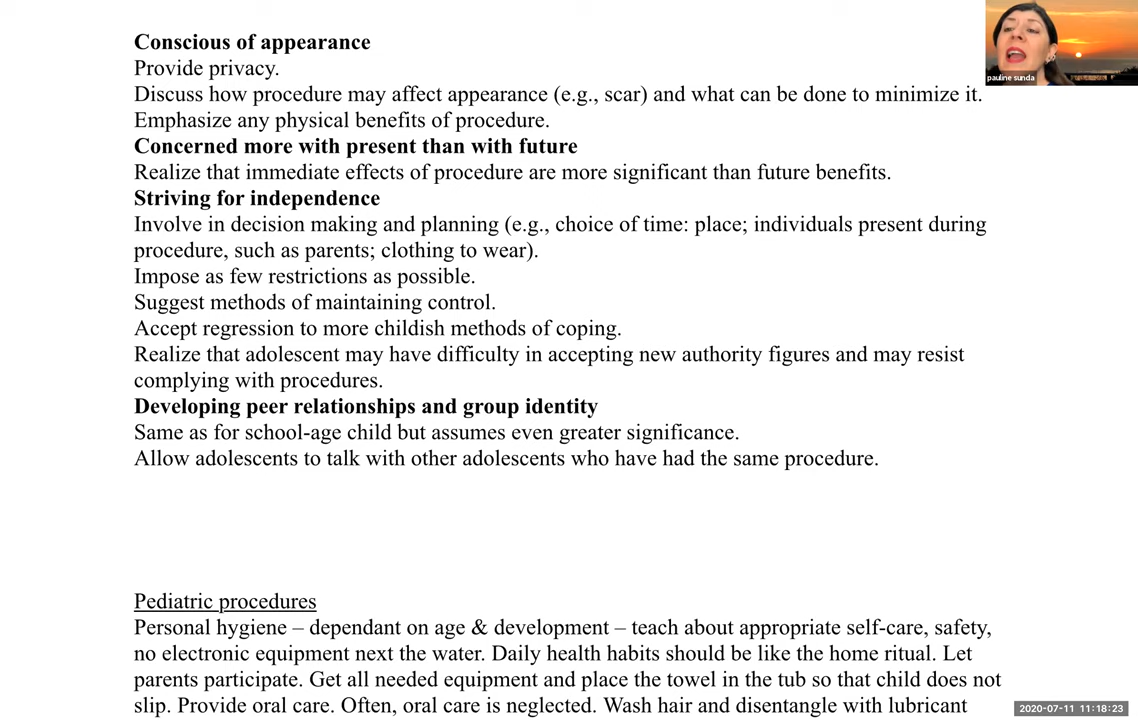 Conscious of appearance
Provide privacy.
Discuss how procedure may affect appearance (e.g., scar) and what can be done to minimize it.
Emphasize any physical benefits of procedure.
Concerned more with present than with future
Realize that immediate effects of procedure are more significant than future benefits.
Striving for independence
Involve in decision making and planning (e.g., choice of time: place; individuals present during
procedure, such as parents; clothing to wear).
Impose as few restrictions as possible.
Suggest methods of maintaining control.
Accept regression to more childish methods of coping.
Realize that adolescent may have difficulty in accepting new authority figures and may resist
complying with procedures.
Developing peer relationships and group identity
Same as for school-age child but assumes even greater significance.
Allow adolescents to talk with other adolescents who have had the same procedure.
Pediatric procedures
Personal hygiene – dependant on age & development – teach about appropriate self-care, safety,
no electronic equipment next the water. Daily health habits should be like the home ritual. Let
parents participate. Get all needed equipment and place the towel in the tub so that child does not
slip. Provide oral care. Often, oral care is neglected. Wash hair and disentangle with lubricant
pauline sunda
2020-07-11 11:18:23